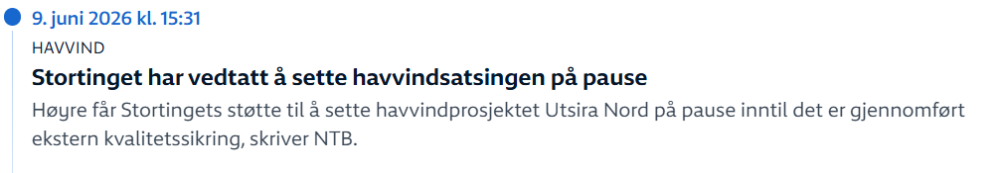 9. juni 2026 kl. 15:31
HAVVIND
Stortinget har vedtatt å sette havvindsatsingen på pause
Høyre får Stortingets støtte til å sette havvindprosjektet Utsira Nord på pause inntil det er gjennomført
ekstern kvalitetssikring, skriver NTB.